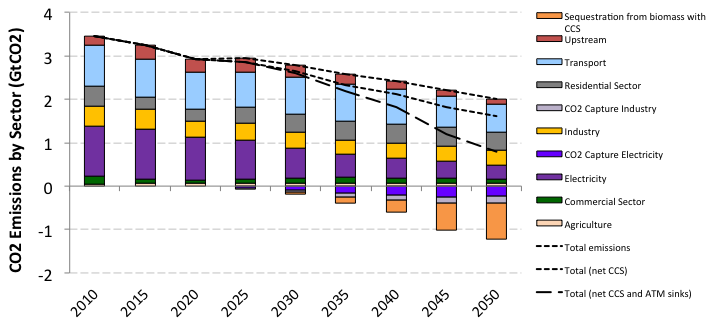 CO2 Emissions by Sector (GtCO2)
4
3
2
1
0
-1
-2
2010
2015
2020
2025
2030
2035
2040
2045
2050
Sequestration from biomass with
CCS
Upstream
Transport
Residential Sector
CO2 Capture Industry
Industry
CO2 Capture Electricity
Electricity
Commercial Sector
Agriculture
Total emissions
Total (net CCS)
Total (net CCS and ATM sinks)